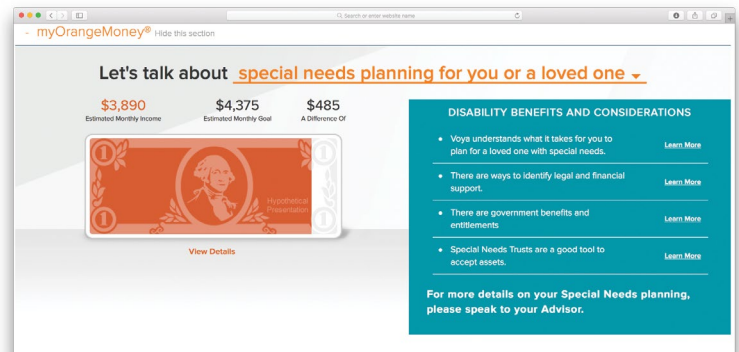 Q Search or enter website name
- myOrangeMoney® Hide this section
Let's talk about special needs planning for you or a loved one
$3,890 $4,375 $485
Estimated Monthly Income Estimated Monthly Goal A Difference Of
1 1
Hypothetical
Presentation
1 1
View Details
DISABILITY BENEFITS AND CONSIDERATIONS
• Voya understands what it takes for you to
plan for a loved one with special needs.
Learn More
• There are ways to identify legal and financial
support.
Learn More
• There are government benefits and
entitlements
Learn More
• Special Needs Trusts are a good tool to
accept assets.
Learn More
For more details on your Special Needs planning,
please speak to your Advisor.